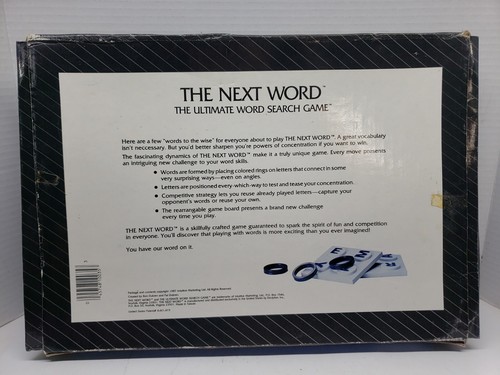 THE NEXT WORD™
THE ULTIMATE WORD SEARCH GAME™
Here are a few "words to the wise" for everyone about to play THE NEXT WORD™. A great vocabulary
isn't neccessary. But you'd better sharpen you're powers of concentration if you want to win.
The fascinating dynamics of THE NEXT WORD™ make it a truly unique game. Every move presents
an intriguing new challenge to your word skills.
● Words are formed by placing colored rings on letters that connect in some
very surprising ways—even on angles.
● Letters are positioned every-which-way to test and tease your concentration.
● Competitive strategy lets you reuse already played letters—capture your
opponent's words or reuse your own.
● The rearrangable game board presents a brand new challenge
every time you play.
THE NEXT WORD™ is a skillfully crafted game guaranteed to spark the spirit of fun and competition
in everyone. You'll discover that playing with words is more exciting than you ever imagined!
You have our word on it.